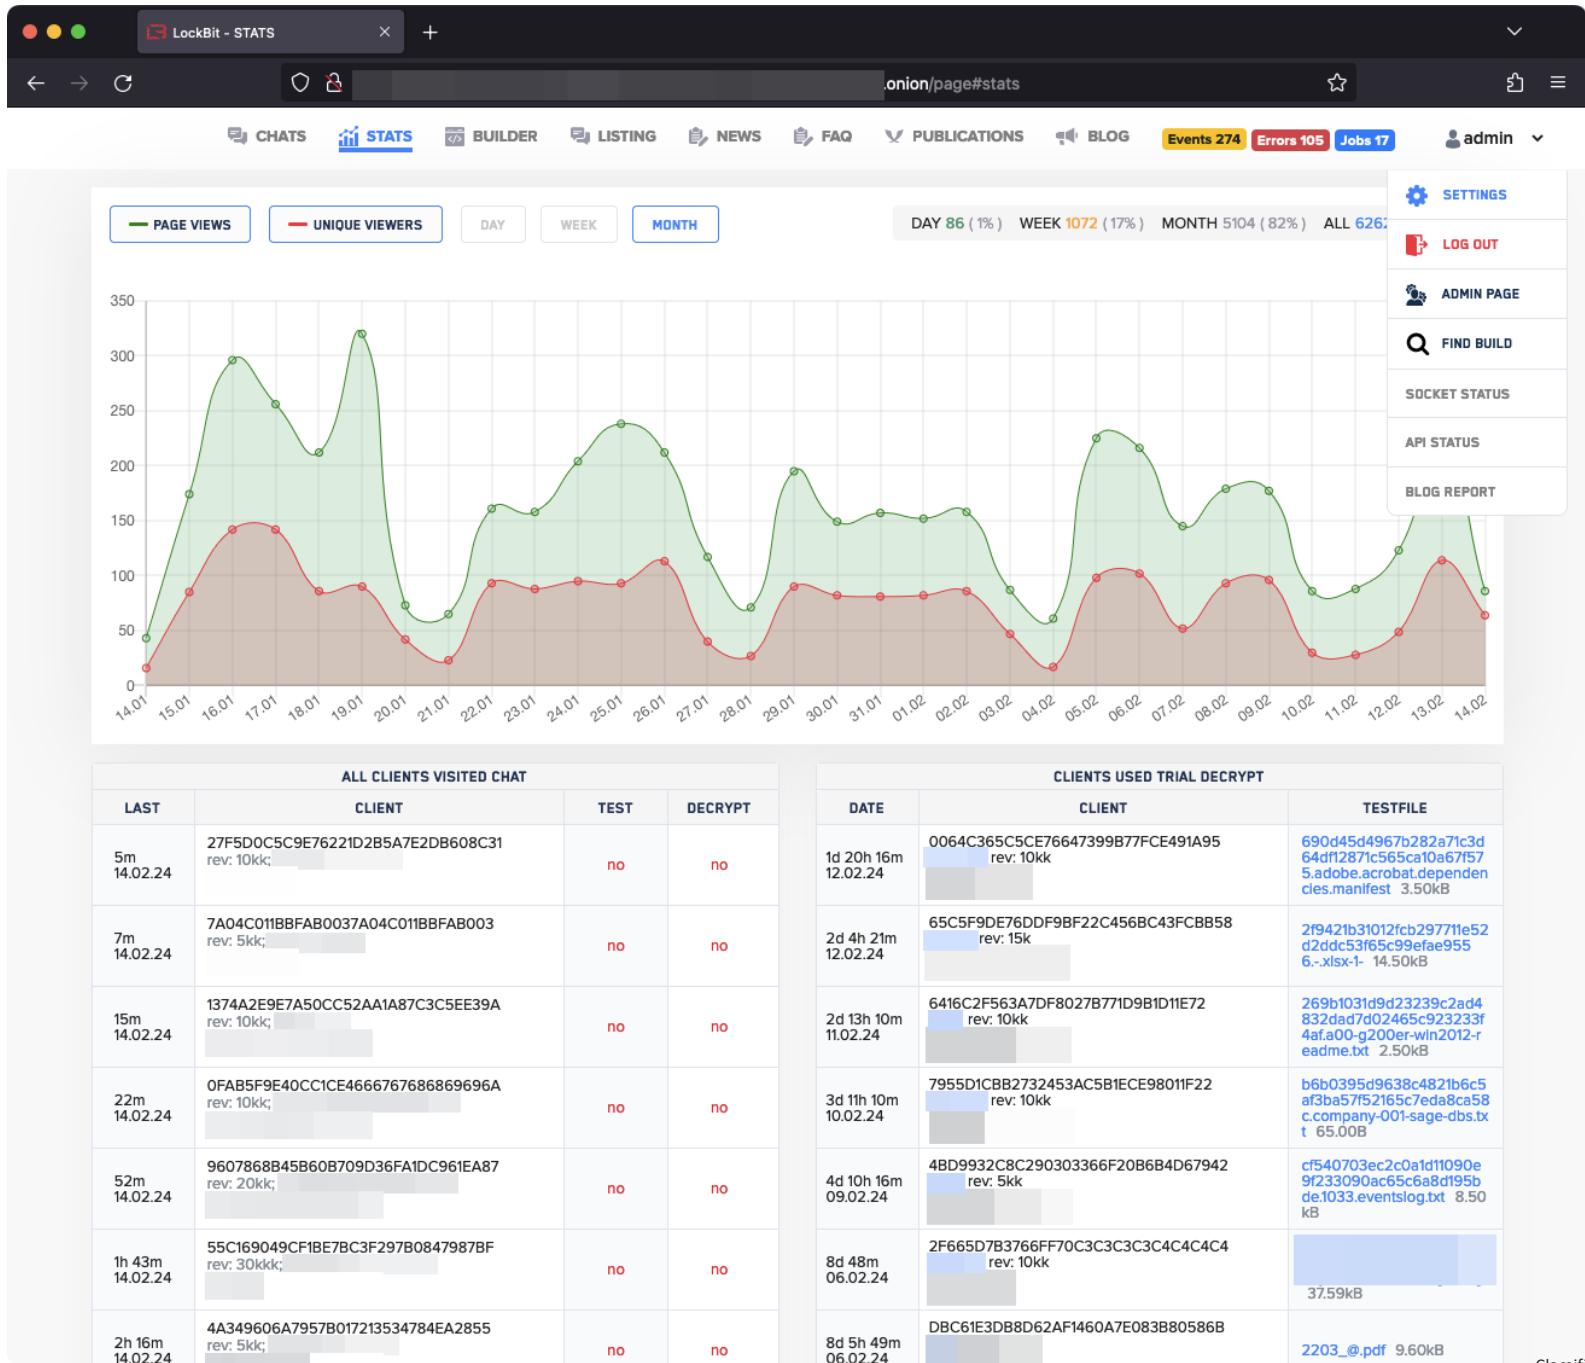 LockBit - STATS
.onion/page#stats
CHATS STATS BUILDER LISTING NEWS FAQ PUBLICATIONS BLOG Events 274 Errors 105 Jobs 17 admin
PAGE VIEWS UNIQUE VIEWERS DAY WEEK MONTH
DAY 86 ( 1% ) WEEK 1072 ( 17% ) MONTH 5104 ( 82% ) ALL 6262
SETTINGS
LOG OUT
ADMIN PAGE
FIND BUILD
SOCKET STATUS
API STATUS
BLOG REPORT
350
300
250
200
150
100
50
0
14.01 15.01 16.01 17.01 18.01 19.01 20.01 21.01 22.01 23.01 24.01 25.01 26.01 27.01 28.01 29.01 30.01 31.01 01.02 02.02 03.02 04.02 05.02 06.02 07.02 08.02 09.02 10.02 11.02 12.02 13.02 14.02
ALL CLIENTS VISITED CHAT
LAST CLIENT TEST DECRYPT
5m
14.02.24
27F5D0C5C9E76221D2B5A7E2DB608C31
rev: 10kk;
no no
7m
14.02.24
7A04C011BBFAB0037A04C011BBFAB003
rev: 5kk;
no no
15m
14.02.24
1374A2E9E7A50CC52AA1A87C3C5EE39A
rev: 10kk;
no no
22m
14.02.24
0FAB5F9E40CC1CE4666767686869696A
rev: 10kk;
no no
52m
14.02.24
9607868B45B60B709D36FA1DC961EA87
rev: 20kk;
no no
1h 43m
14.02.24
55C169049CF1BE7BC3F297B0847987BF
rev: 30kkk;
no no
2h 16m
14.02.24
4A349606A7957B017213534784EA2855
rev: 5kk;
no no
CLIENTS USED TRIAL DECRYPT
DATE CLIENT TESTFILE
1d 20h 16m
12.02.24
0064C365C5CE76647399B77FCE491A95
rev: 10kk
690d45d4967b282a71c3d
64df12871c565ca10a67f57
5.adobe.acrobat.dependen
cies.manifest 3.50kB
2d 4h 21m
12.02.24
65C5F9DE76DDF9BF22C456BC43FCBB58
rev: 15k
2f9421b31012fcb297711e52
d2ddc53f65c99efae955
6.-.xlsx-1- 14.50kB
2d 13h 10m
11.02.24
6416C2F563A7DF8027B771D9B1D11E72
rev: 10kk
269b1031d9d23239c2ad4
832dad7d02465c923233f
4af.a00-g200er-win2012-r
eadme.txt 2.50kB
3d 11h 10m
10.02.24
7955D1CBB2732453AC5B1ECE98011F22
rev: 10kk
b6b0395d9638c4821b6c5
af3ba57f52165c7eda8ca58
c.company-001-sage-dbs.tx
t 65.00B
4d 10h 16m
09.02.24
4BD9932C8C290303366F20B6B4D67942
rev: 5kk
cf540703ec2c0a1d11090e
9f233090ac65c6a8d195b
de.1033.eventslog.txt 8.50
kB
8d 48m
06.02.24
2F665D7B3766FF70C3C3C3C3C4C4C4C4
rev: 10kk
37.59kB
8d 5h 49m
06.02.24
DBC61E3DB8D62AF1460A7E083B80586B
2203_@.pdf 9.60kB